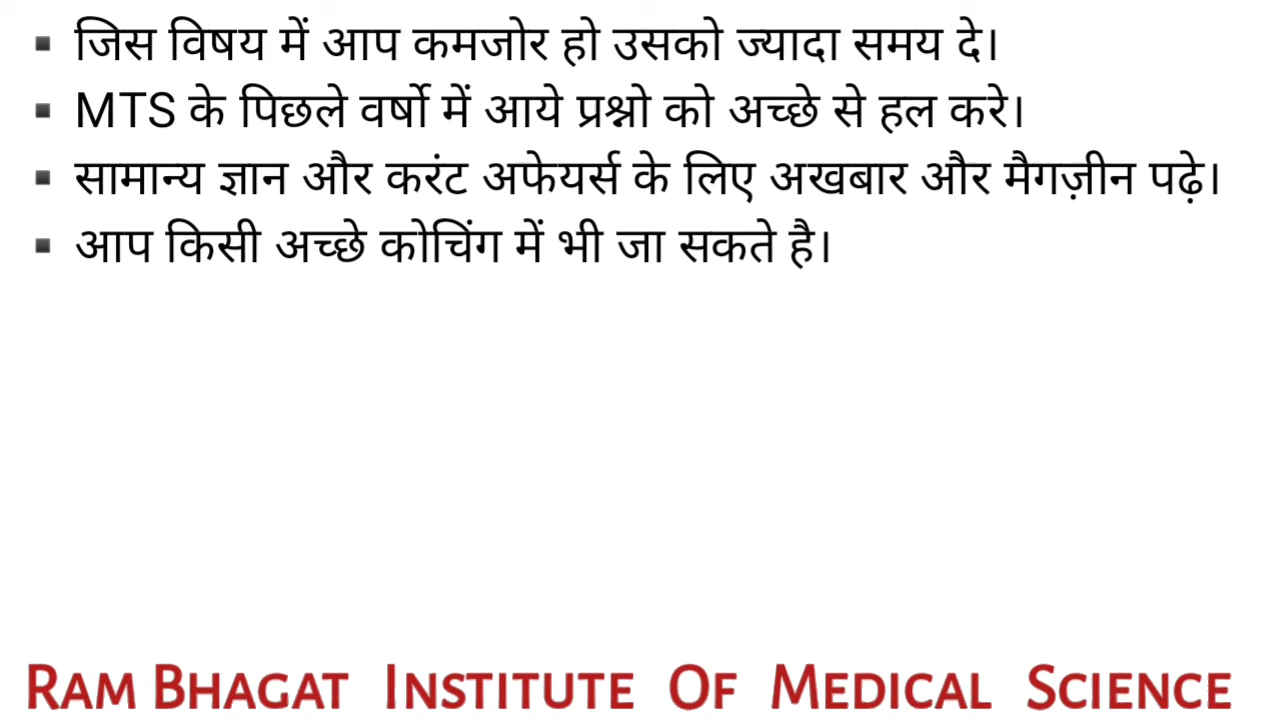 ▪ जिस विषय में आप कमजोर हो उसको ज्यादा समय दे।
▪ MTS के पिछले वर्षो में आये प्रश्नो को अच्छे से हल करे।
▪ सामान्य ज्ञान और करंट अफेयर्स के लिए अखबार और मैगज़ीन पढ़े।
▪ आप किसी अच्छे कोचिंग में भी जा सकते है।
RAM BHAGAT INSTITUTE OF MEDICAL SCIENCE